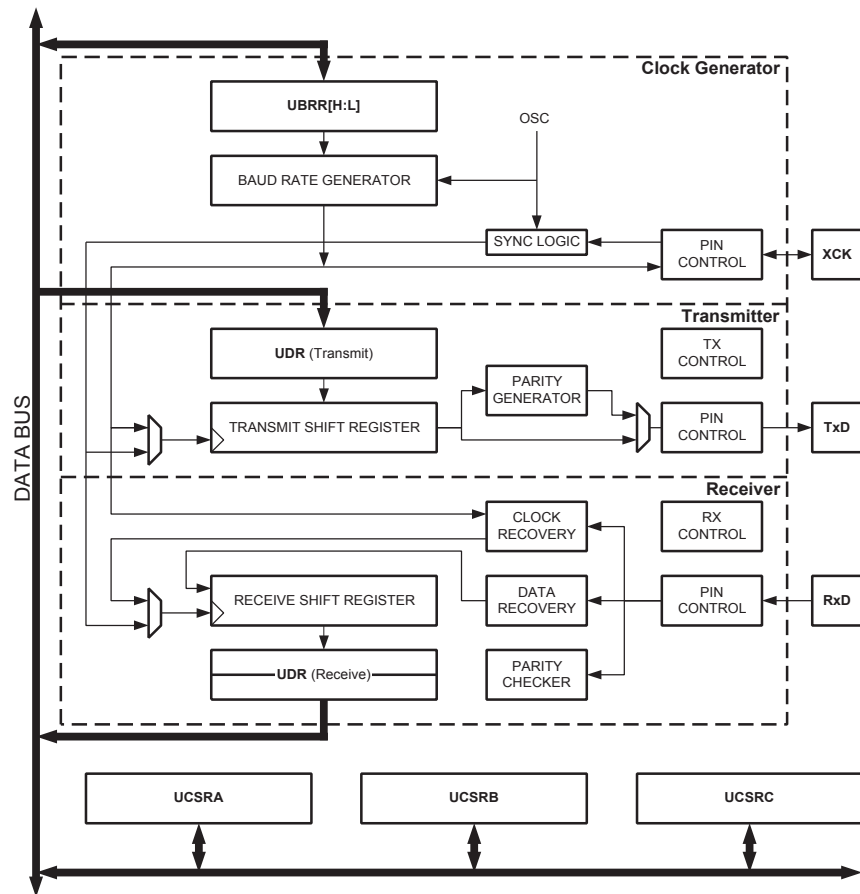 Clock Generator
UBRR[H:L]
OSC
BAUD RATE GENERATOR
SYNC LOGIC
PIN
CONTROL
XCK
Transmitter
UDR (Transmit)
TX
CONTROL
PARITY
GENERATOR
TRANSMIT SHIFT REGISTER
PIN
CONTROL
TxD
DATA BUS
Receiver
CLOCK
RECOVERY
RX
CONTROL
RECEIVE SHIFT REGISTER
DATA
RECOVERY
PIN
CONTROL
RxD
UDR (Receive)
PARITY
CHECKER
UCSRA
UCSRB
UCSRC